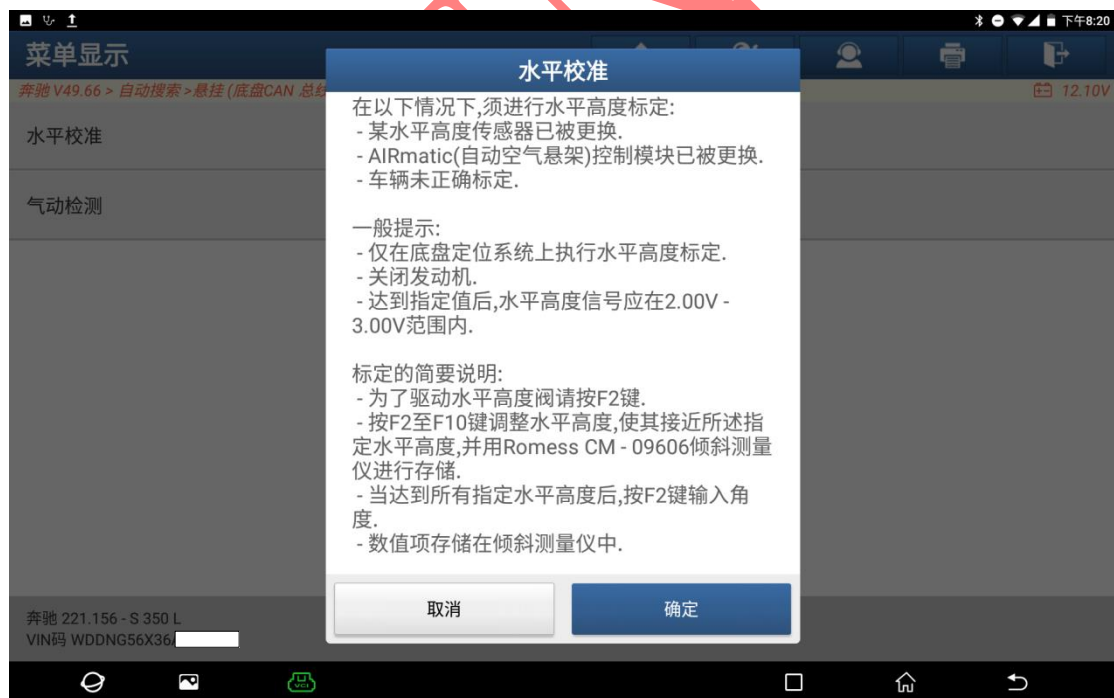 下午8:20
菜单显示
奔驰 V49.66 > 自动搜索 > 悬挂 (底盘CAN 总线
12.10V
水平校准
气动检测
水平校准
在以下情况下,须进行水平高度标定:
- 某水平高度传感器已被更换.
- AIRmatic(自动空气悬架)控制模块已被更换.
- 车辆未正确标定.
一般提示:
- 仅在底盘定位系统上执行水平高度标定.
- 关闭发动机.
- 达到指定值后,水平高度信号应在2.00V -
3.00V范围内.
标定的简要说明:
- 为了驱动水平高度阀请按F2键.
- 按F2至F10键调整水平高度,使其接近所述指
定水平高度,并用Romess CM - 09606倾斜测量
仪进行存储.
- 当达到所有指定水平高度后,按F2键输入角
度.
- 数值项存储在倾斜测量仪中.
取消
确定
奔驰 221.156 - S 350 L
VIN码 WDDNG56X36
VCI